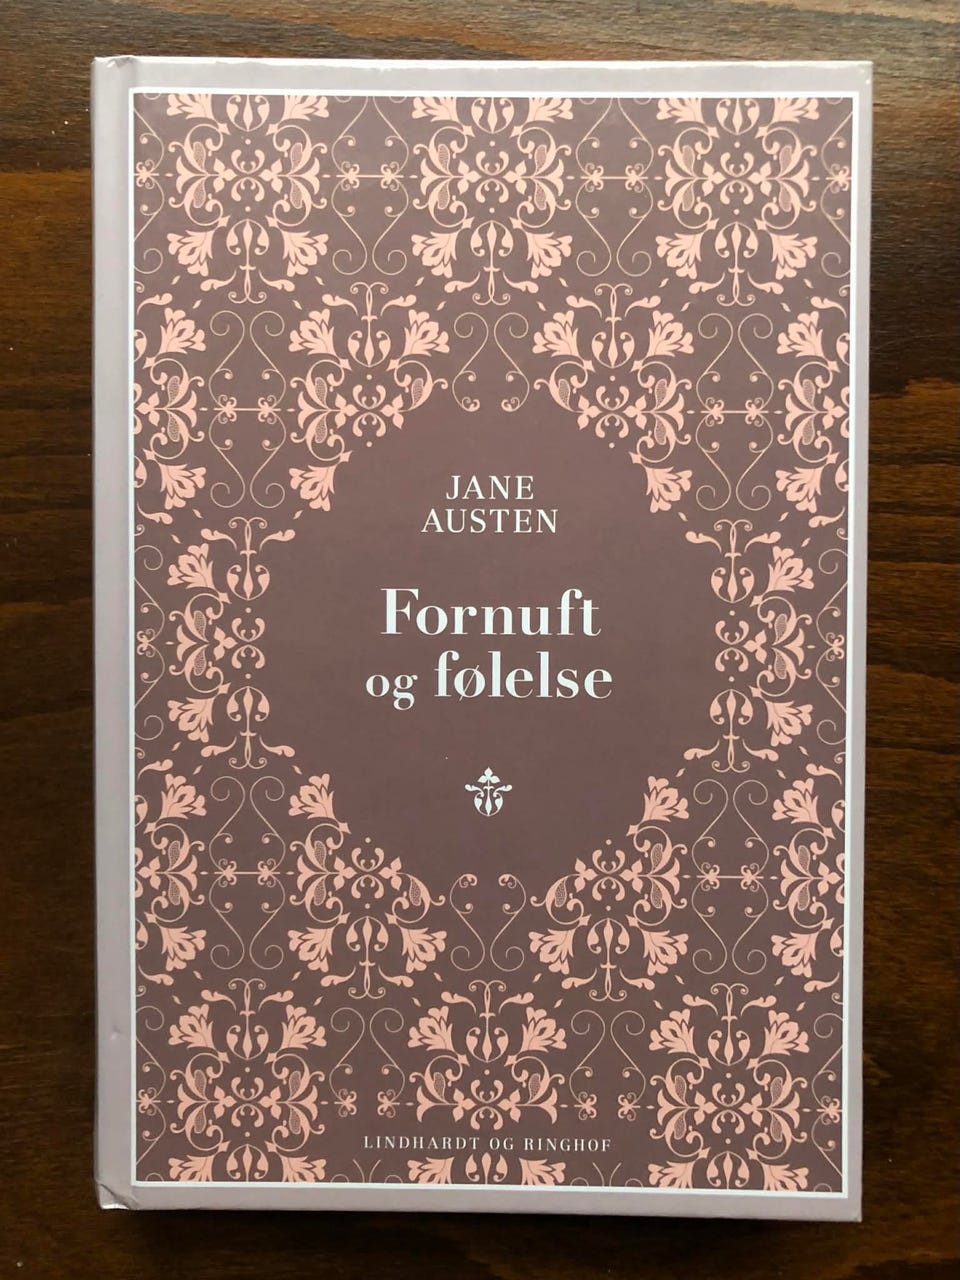 JANE
AUSTEN
Fornuft
og følelse
LINDHARDT OG RINGHOF